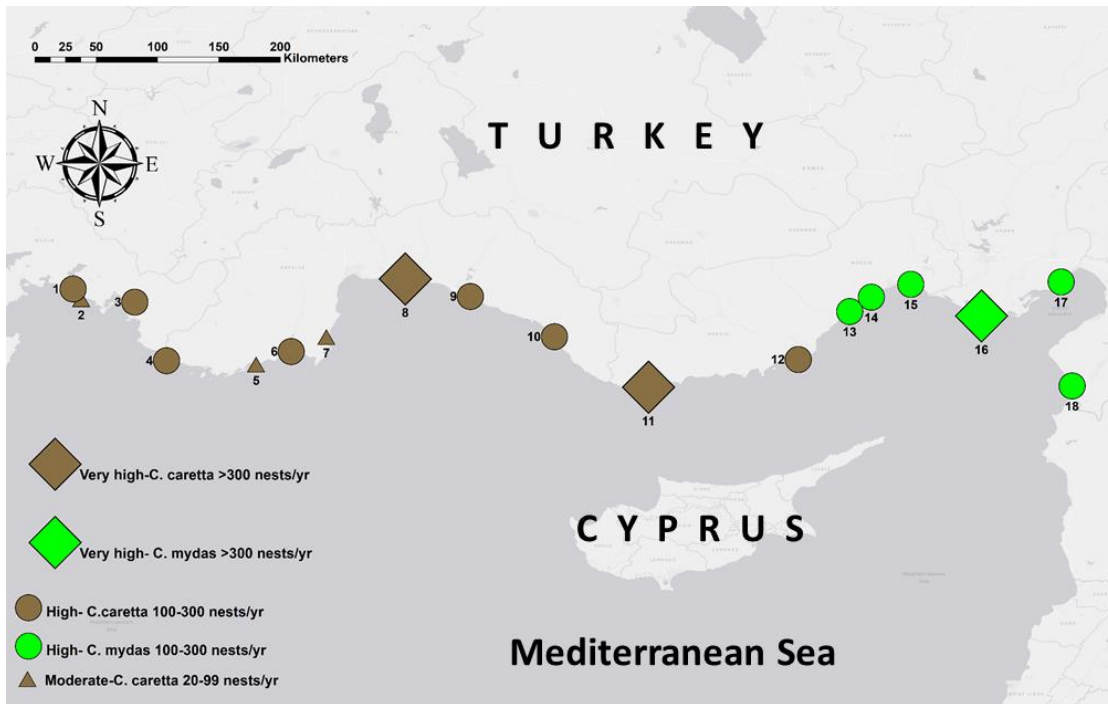 0 25 50 100 150 200
Kilometers
N
W E
S
T U R K E Y
1
2
3
4
5
6
7
8
9
10
11
12
13
14
15
16
17
18
Very high-C. caretta >300 nests/yr
Very high- C. mydas >300 nests/yr
High- C.caretta 100-300 nests/yr
High- C. mydas 100-300 nests/yr
Moderate-C. caretta 20-99 nests/yr
C Y P R U S
Mediterranean Sea